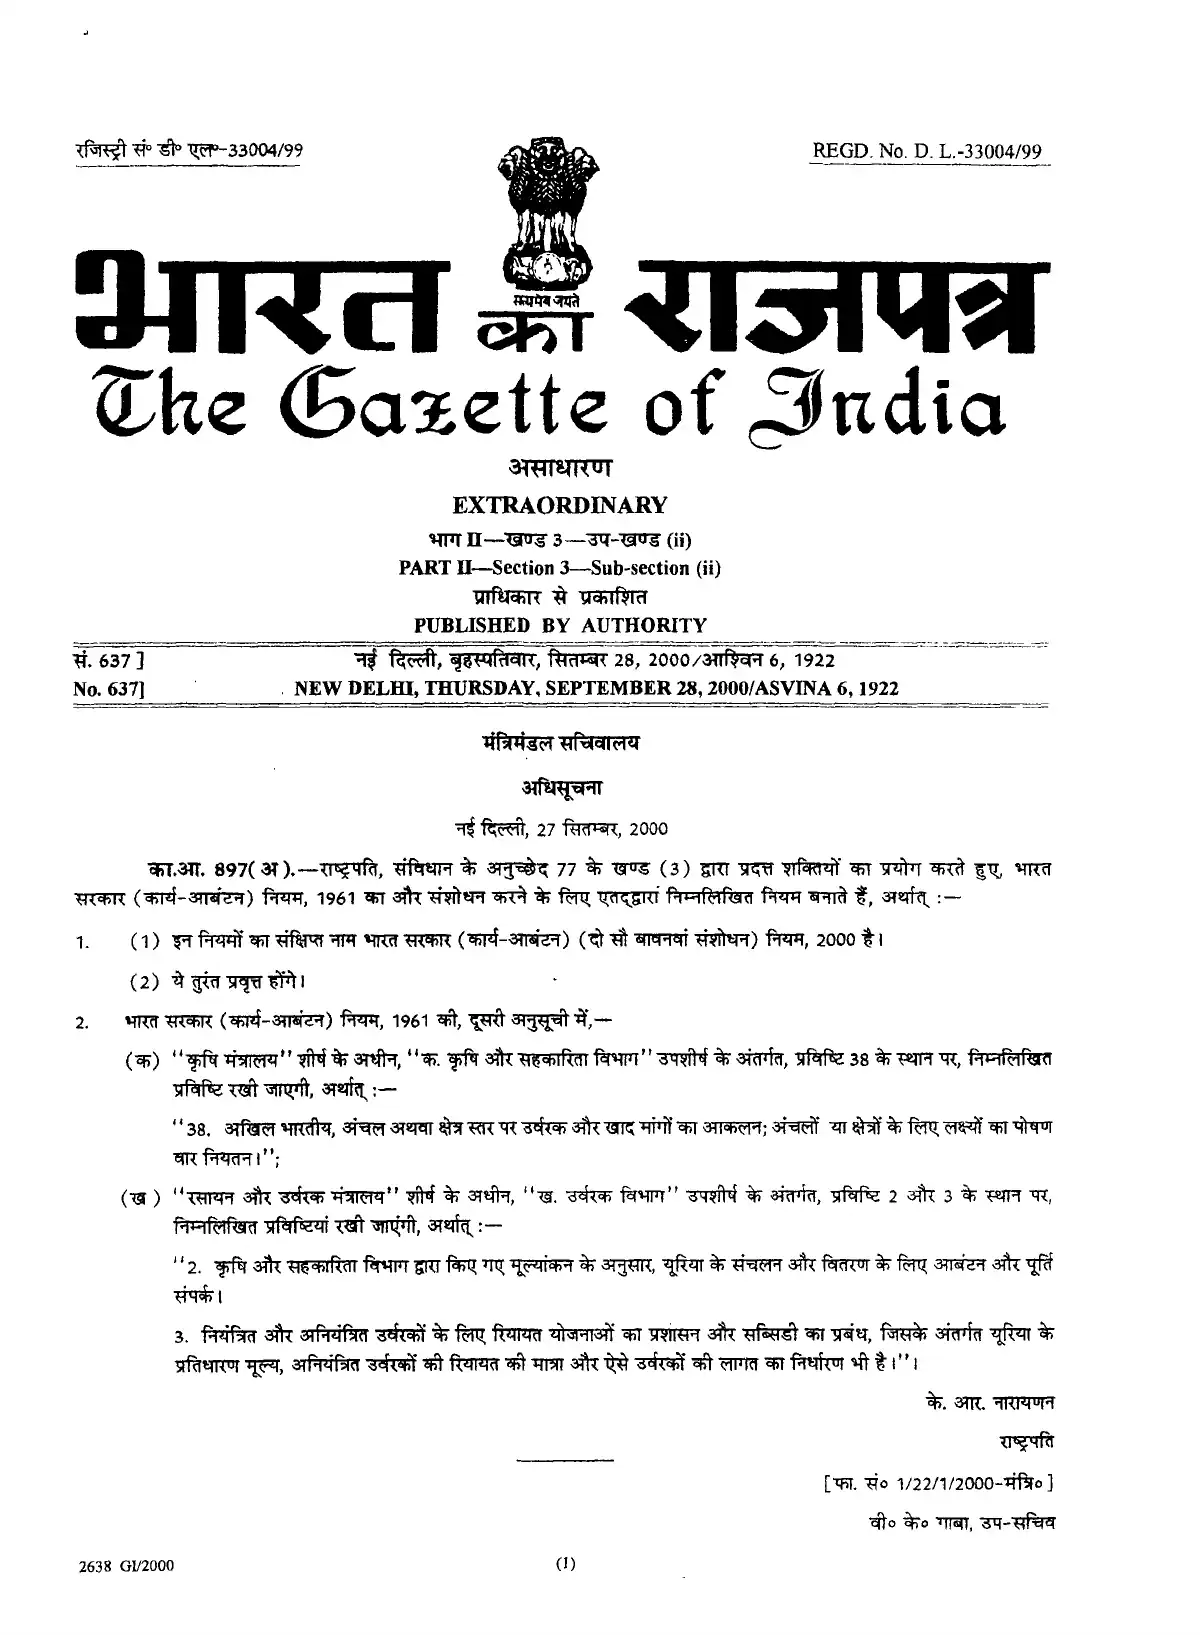 रजिस्ट्री सं॰ डी॰ एल॰-33004/99
REGD. No. D. L.-33004/99
सत्यमेव जयते
भारत का राजपत्र
The Gazette of India
असाधारण
EXTRAORDINARY
भाग II—खण्ड 3—उप-खण्ड (ii)
PART II—Section 3—Sub-section (ii)
प्राधिकार से प्रकाशित
PUBLISHED BY AUTHORITY
सं. 637 ] नई दिल्ली, बृहस्पतिवार, सितम्बर 28, 2000/आश्विन 6, 1922
No. 637] NEW DELHI, THURSDAY, SEPTEMBER 28, 2000/ASVINA 6, 1922
मंत्रिमंडल सचिवालय
अधिसूचना
नई दिल्ली, 27 सितम्बर, 2000
का.आ. 897( अ ).—राष्ट्रपति, संविधान के अनुच्छेद 77 के खण्ड (3) द्वारा प्रदत्त शक्तियों का प्रयोग करते हुए, भारत
सरकार (कार्य-आबंटन) नियम, 1961 का और संशोधन करने के लिए एतद्द्वारा निम्नलिखित नियम बनाते हैं, अर्थात् :—
1. (1) इन नियमों का संक्षिप्त नाम भारत सरकार (कार्य-आबंटन) (दो सौ बावनवां संशोधन) नियम, 2000 है।
(2) ये तुरंत प्रवृत्त होंगे।
2. भारत सरकार (कार्य-आबंटन) नियम, 1961 की, दूसरी अनुसूची में,—
(क) ''कृषि मंत्रालय'' शीर्ष के अधीन, ''क. कृषि और सहकारिता विभाग'' उपशीर्ष के अंतर्गत, प्रविष्टि 38 के स्थान पर, निम्नलिखित
प्रविष्टि रखी जाएगी, अर्थात् :—
''38. अखिल भारतीय, अंचल अथवा क्षेत्र स्तर पर उर्वरक और खाद मांगों का आकलन; अंचलों या क्षेत्रों के लिए लक्ष्यों का पोषण
वार नियतन।'';
(ख ) ''रसायन और उर्वरक मंत्रालय'' शीर्ष के अधीन, ''ख. उर्वरक विभाग'' उपशीर्ष के अंतर्गत, प्रविष्टि 2 और 3 के स्थान पर,
निम्नलिखित प्रविष्टियां रखी जाएंगी, अर्थात् :—
''2. कृषि और सहकारिता विभाग द्वारा किए गए मूल्यांकन के अनुसार, यूरिया के संचलन और वितरण के लिए आबंटन और पूर्ति
संपर्क।
3. नियंत्रित और अनियंत्रित उर्वरकों के लिए रियायत योजनाओं का प्रशासन और सब्सिडी का प्रबंध, जिसके अंतर्गत यूरिया के
प्रतिधारण मूल्य, अनियंत्रित उर्वरकों की रियायत की मात्रा और ऐसे उर्वरकों की लागत का निर्धारण भी है।''।
के. आर. नारायणन
राष्ट्रपति
[फा. सं० 1/22/1/2000-मंत्रि०]
वी० के० गाबा, उप-सचिव
2638 GI/2000
(1)